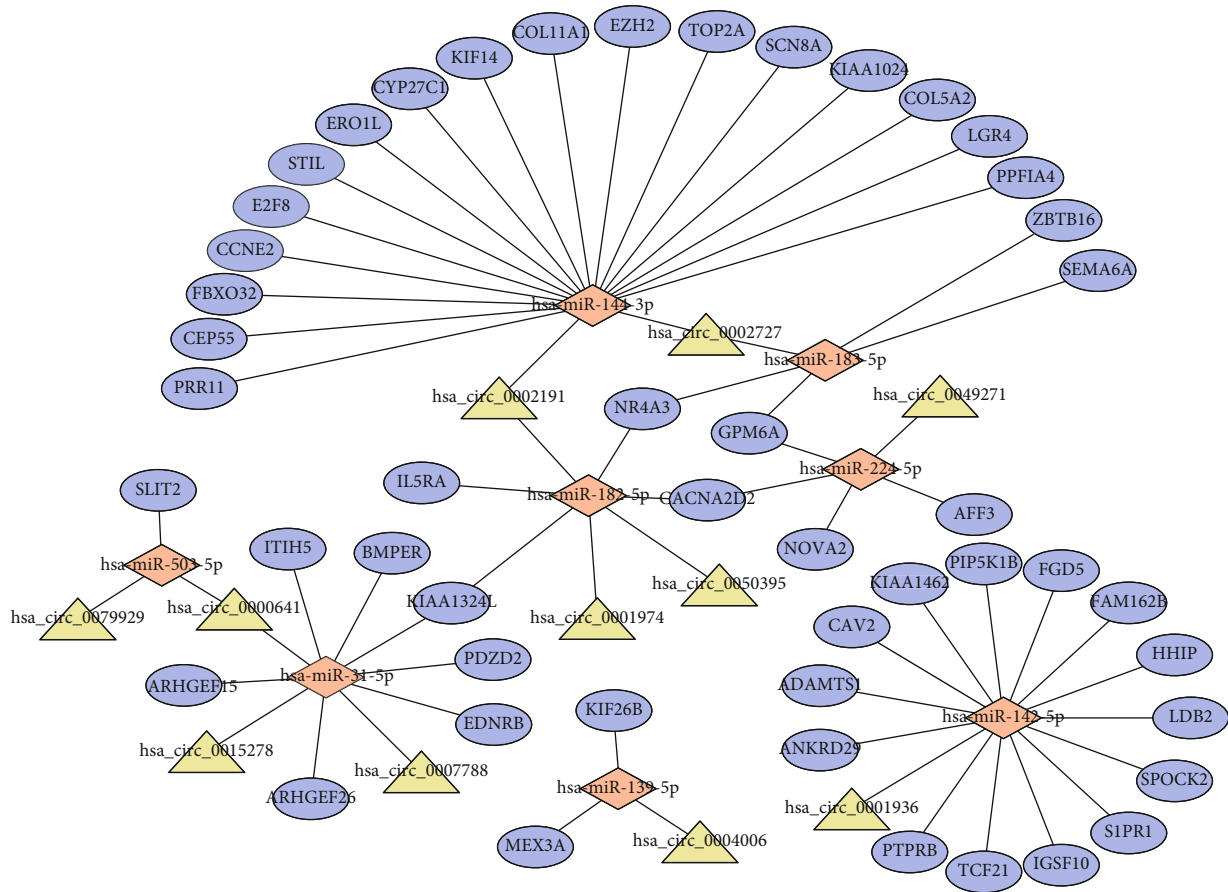 EZH2
COL11A1
TOP2A
SCN8A
KIF14
KIAA1024
CYP27C1
COL5A2
ERO1L
LGR4
STIL
PPFIA4
E2F8
ZBTB16
CCNE2
SEMA6A
FBXO32
hsa-miR-144-3p
hsa_circ_0002727
CEP55
hsa-miR-183-5p
PRR11
hsa_circ_0002191
NR4A3
hsa_circ_0049271
GPM6A
hsa-miR-224-5p
IL5RA
SLIT2
hsa-miR-182-5p
CACNA2D2
AFF3
ITIH5
BMPER
NOVA2
hsa-miR-503-5p
PIP5K1B
FGD5
KIAA1462
hsa_circ_0050395
hsa_circ_0079929
hsa_circ_0000641
KIAA1324L
hsa_circ_0001974
FAM162B
CAV2
HHIP
PDZD2
hsa-miR-31-5p
ARHGEF15
ADAMTS1
KIF26B
hsa-miR-142-5p
LDB2
EDNRB
hsa_circ_0015278
ANKRD29
hsa_circ_0007788
SPOCK2
hsa-miR-139-5p
ARHGEF26
hsa_circ_0001936
S1PR1
MEX3A
hsa_circ_0004006
PTPRB
IGSF10
TCF21